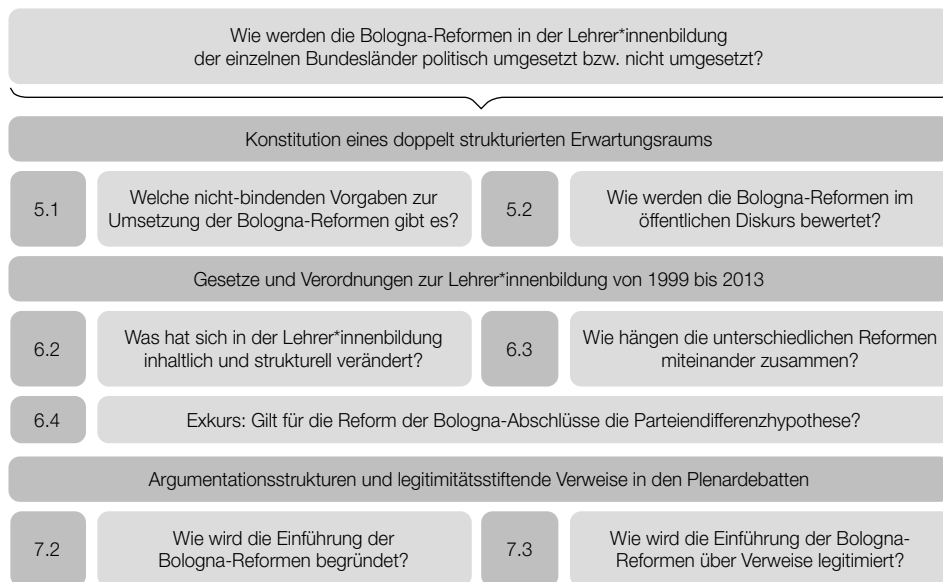 Wie werden die Bologna-Reformen in der Lehrer*innenbildung
der einzelnen Bundesländer politisch umgesetzt bzw. nicht umgesetzt?
Konstitution eines doppelt strukturierten Erwartungsraums
5.1
Welche nicht-bindenden Vorgaben zur
Umsetzung der Bologna-Reformen gibt es?
5.2
Wie werden die Bologna-Reformen im
öffentlichen Diskurs bewertet?
Gesetze und Verordnungen zur Lehrer*innenbildung von 1999 bis 2013
6.2
Was hat sich in der Lehrer*innenbildung
inhaltlich und strukturell verändert?
6.3
Wie hängen die unterschiedlichen Reformen
miteinander zusammen?
6.4
Exkurs: Gilt für die Reform der Bologna-Abschlüsse die Parteiendifferenzhypothese?
Argumentationsstrukturen und legitimitätsstiftende Verweise in den Plenardebatten
7.2
Wie wird die Einführung der
Bologna-Reformen begründet?
7.3
Wie wird die Einführung der Bologna-
Reformen über Verweise legitimiert?